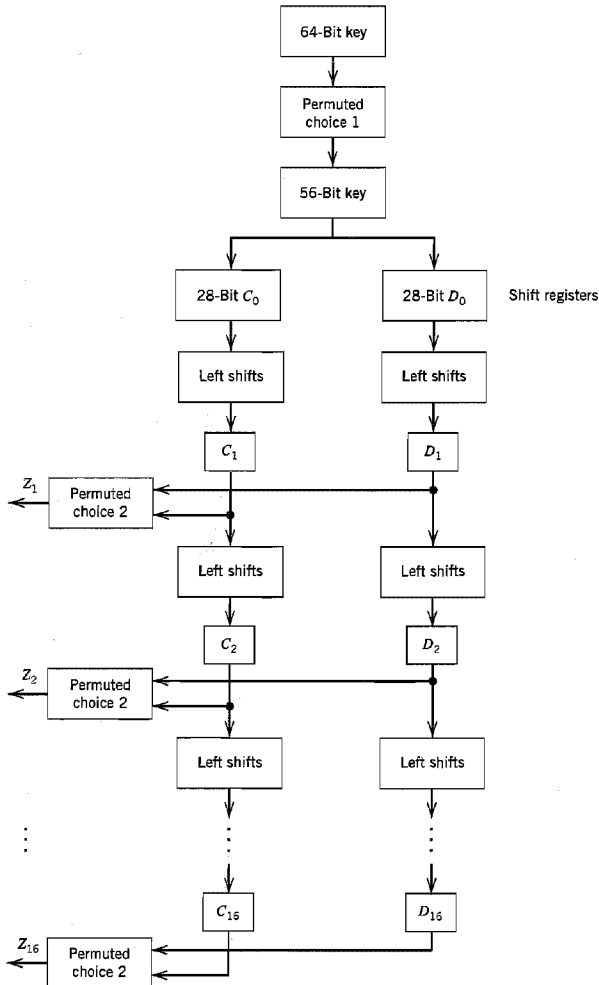 64-Bit key
Permuted
choice 1
56-Bit key
28-Bit C₀
28-Bit D₀
Shift registers
Left shifts
Left shifts
C₁
D₁
Z₁
Permuted
choice 2
Left shifts
Left shifts
C₂
D₂
Z₂
Permuted
choice 2
Left shifts
Left shifts
C₁₆
D₁₆
Z₁₆
Permuted
choice 2